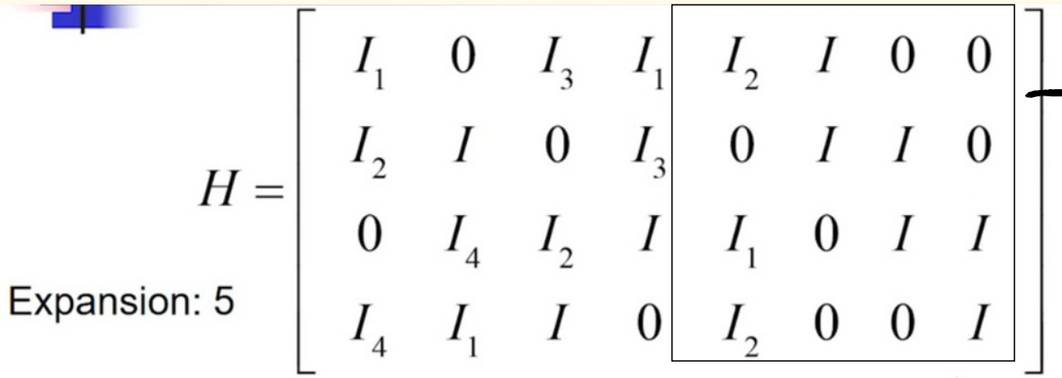 I₁ 0 I₃ I₁ I₂ I 0 0
I₂ I 0 I₃ 0 I I 0
H =
0 I₄ I₂ I I₁ 0 I I
Expansion: 5
I₄ I₁ I 0 I₂ 0 0 I